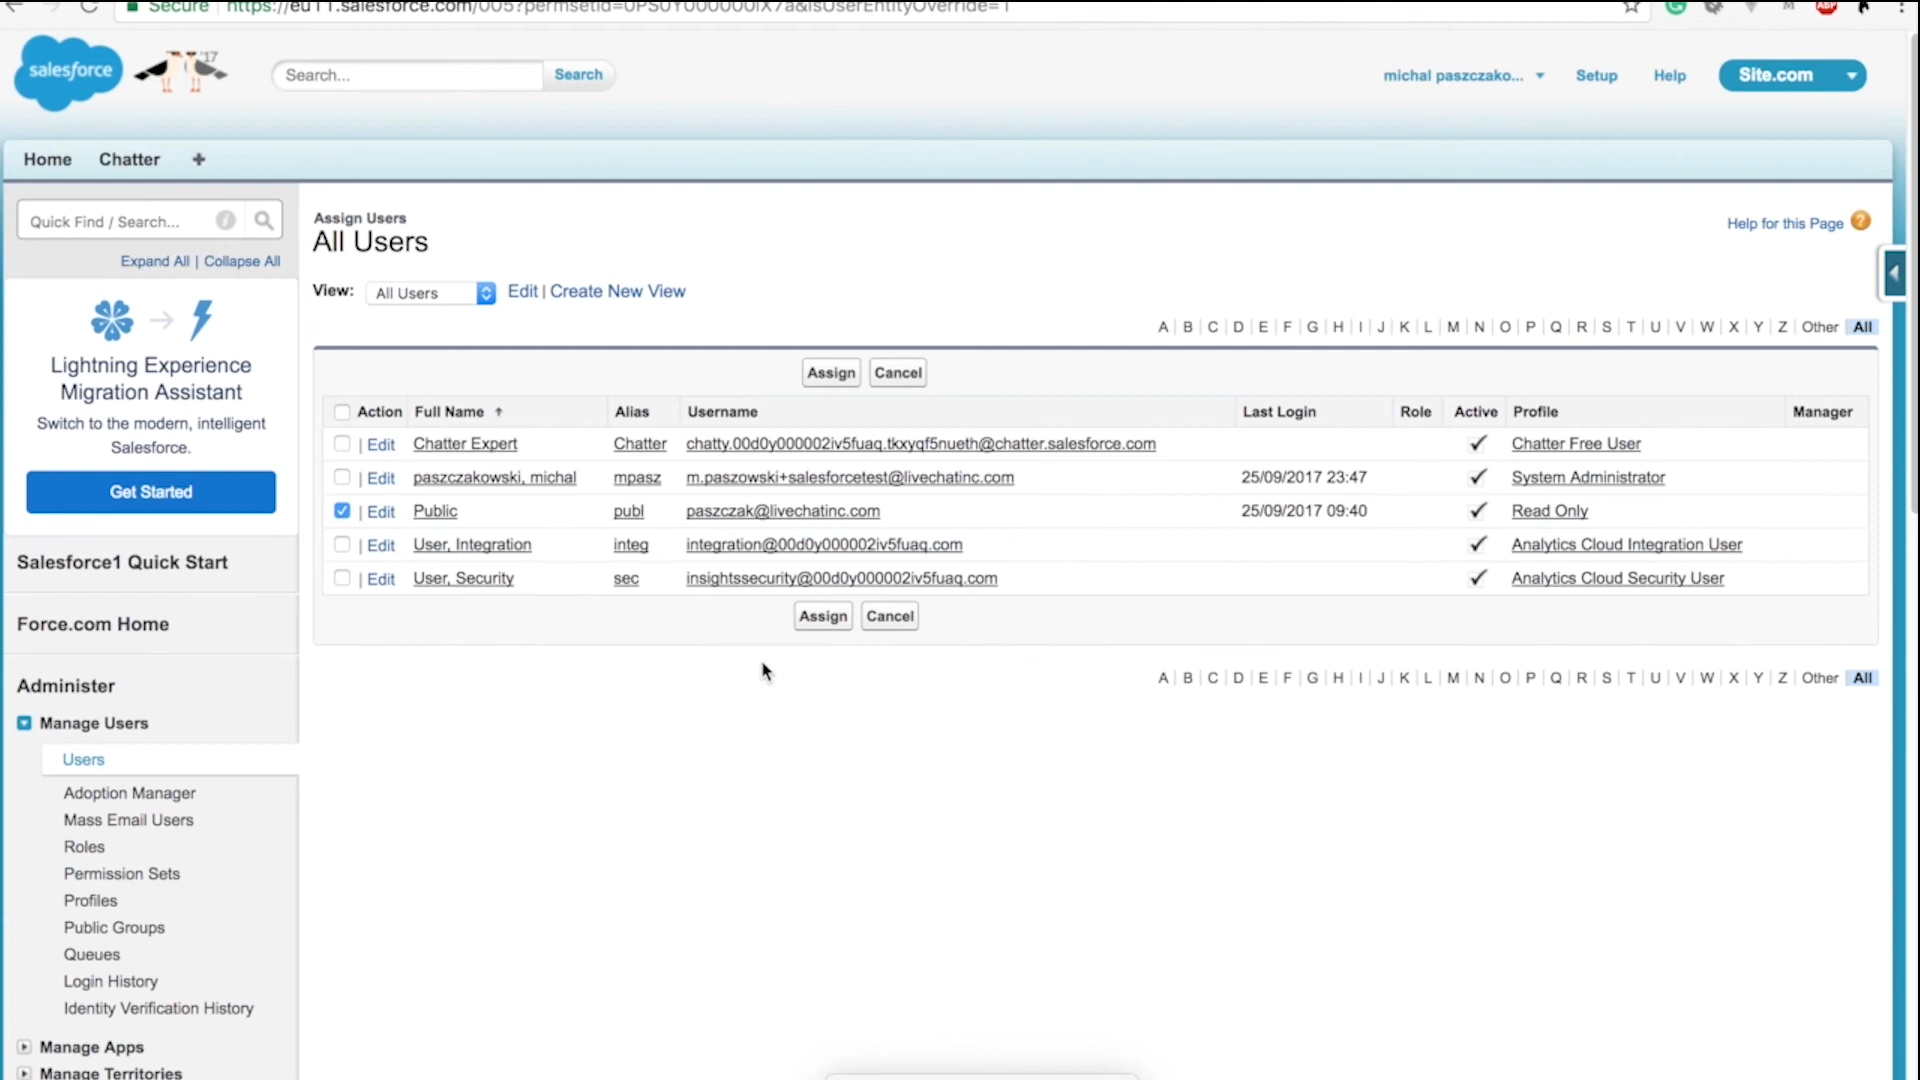 Secure https://eu11.salesforce.com/005?permsetid=0PS0Y000000IX7a&isUserEntityOverride=1
salesforce '17 Search... Search michal paszczako... Setup Help Site.com
Home Chatter
Quick Find / Search...
Expand All | Collapse All
Lightning Experience
Migration Assistant
Switch to the modern, intelligent
Salesforce.
Get Started
Salesforce1 Quick Start
Force.com Home
Administer
Manage Users
Users
Adoption Manager
Mass Email Users
Roles
Permission Sets
Profiles
Public Groups
Queues
Login History
Identity Verification History
Manage Apps
Manage Territories
Assign Users
All Users
Help for this Page ?
View: All Users Edit | Create New View
A | B | C | D | E | F | G | H | I | J | K | L | M | N | O | P | Q | R | S | T | U | V | W | X | Y | Z | Other All
Assign Cancel
Action Full Name Alias Username Last Login Role Active Profile Manager
| Edit Chatter Expert Chatter chatty.00d0y000002iv5fuaq.tkxyqf5nueth@chatter.salesforce.com Chatter Free User
| Edit paszczakowski, michal mpasz m.paszowski+salesforcetest@livechatinc.com 25/09/2017 23:47 System Administrator
| Edit Public publ paszczak@livechatinc.com 25/09/2017 09:40 Read Only
| Edit User, Integration integ integration@00d0y000002iv5fuaq.com Analytics Cloud Integration User
| Edit User, Security sec insightssecurity@00d0y000002iv5fuaq.com Analytics Cloud Security User
Assign Cancel
A | B | C | D | E | F | G | H | I | J | K | L | M | N | O | P | Q | R | S | T | U | V | W | X | Y | Z | Other All